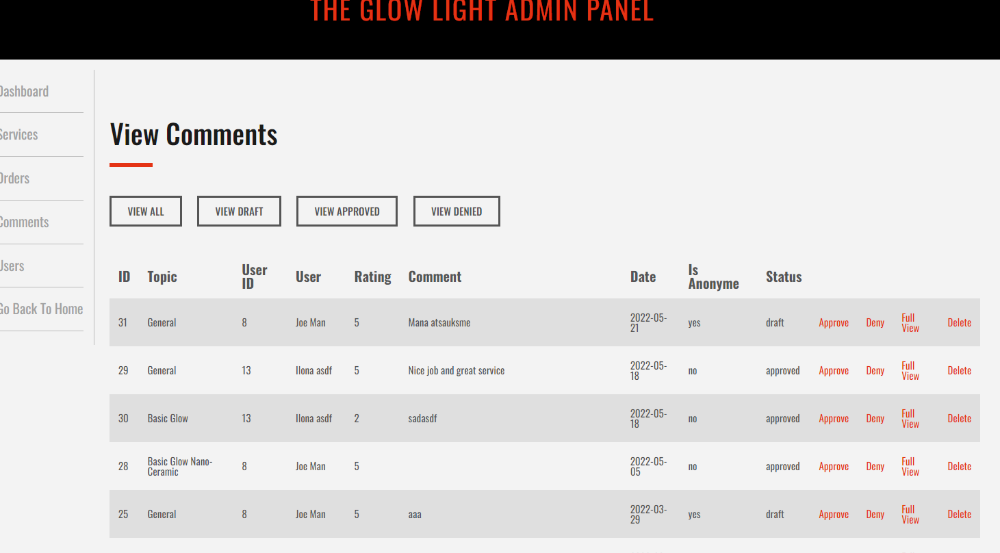 THE GLOW LIGHT ADMIN PANEL
Dashboard
Services
Orders
Comments
Users
Go Back To Home
View Comments
VIEW ALL VIEW DRAFT VIEW APPROVED VIEW DENIED
ID Topic User ID User Rating Comment Date Is Anonyme Status
31 General 8 Joe Man 5 Mana atsauksme 2022-05-21 yes draft Approve Deny Full View Delete
29 General 13 Ilona asdf 5 Nice job and great service 2022-05-18 no approved Approve Deny Full View Delete
30 Basic Glow 13 Ilona asdf 2 sadasdf 2022-05-18 no approved Approve Deny Full View Delete
28 Basic Glow Nano-Ceramic 8 Joe Man 5 2022-05-05 no approved Approve Deny Full View Delete
25 General 8 Joe Man 5 aaa 2022-03-29 yes draft Approve Deny Full View Delete